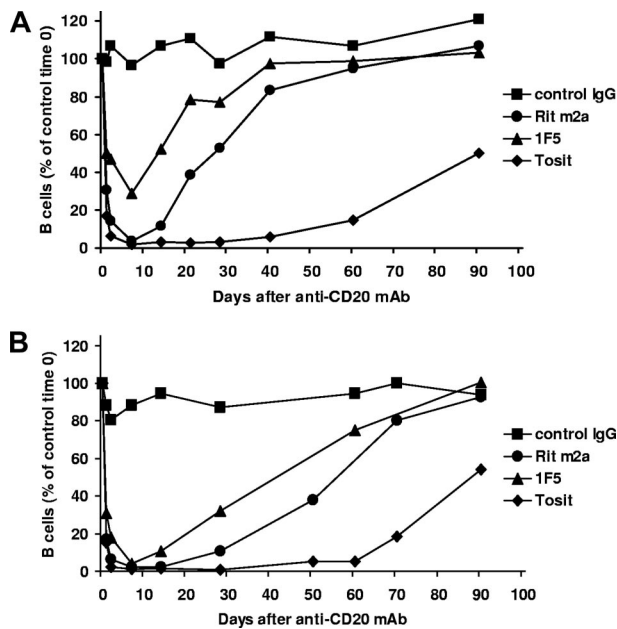 A
B cells (% of control time 0)
120
100
80
60
40
20
0
0 10 20 30 40 50 60 70 80 90 100
Days after anti-CD20 mAb
control IgG
Rit m2a
1F5
Tosit
B
B cells (% of control time 0)
120
100
80
60
40
20
0
0 10 20 30 40 50 60 70 80 90 100
Days after anti-CD20 mAb
control IgG
Rit m2a
1F5
Tosit